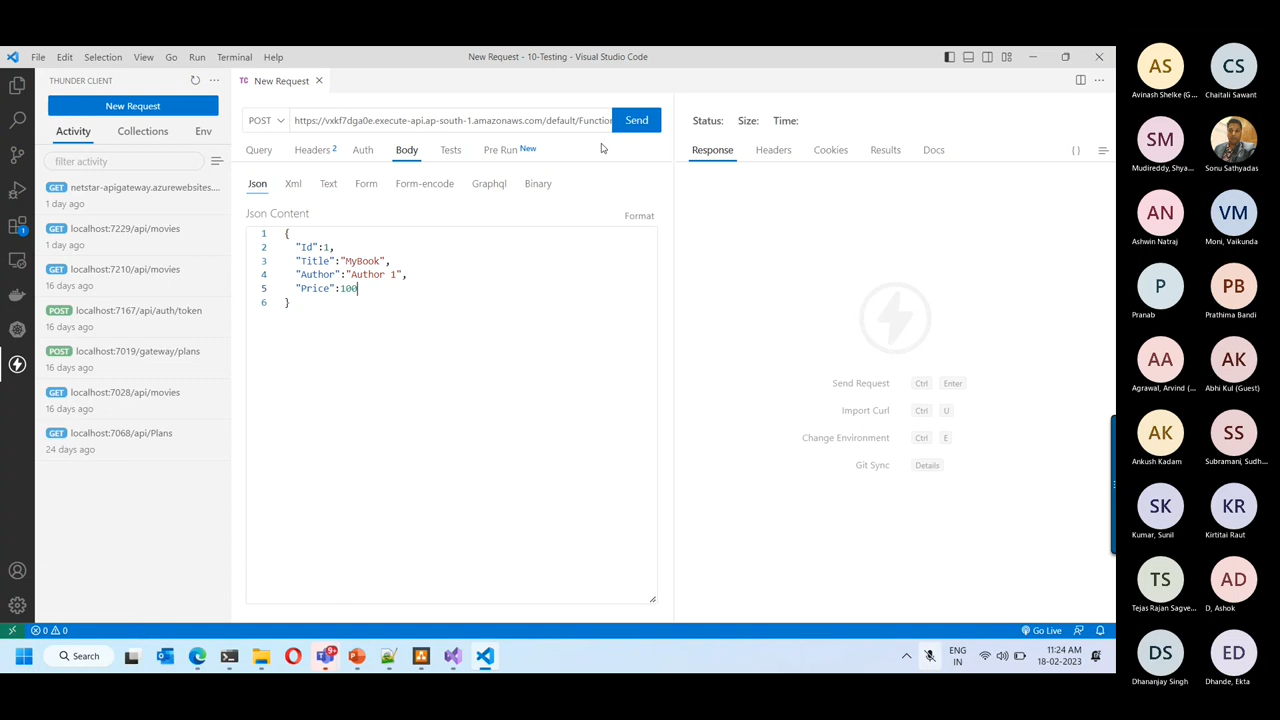 File Edit Selection View Go Run Terminal Help
New Request - 10-Testing - Visual Studio Code
THUNDER CLIENT
New Request
Activity Collections Env
filter activity
GET netstar-apigateway.azurewebsites....
1 day ago
GET localhost:7229/api/movies
1 day ago
GET localhost:7210/api/movies
16 days ago
POST localhost:7167/api/auth/token
16 days ago
POST localhost:7019/gateway/plans
16 days ago
GET localhost:7028/api/movies
16 days ago
GET localhost:7068/api/Plans
24 days ago
TC New Request
POST https://vxkf7dga0e.execute-api.ap-south-1.amazonaws.com/default/Function Send
Query Headers 2 Auth Body Tests Pre Run New
Json Xml Text Form Form-encode Graphql Binary
Json Content
Format
1 {
2 "Id":1,
3 "Title":"MyBook",
4 "Author":"Author 1",
5 "Price":100
6 }
Status: Size: Time:
Response Headers Cookies Results Docs { }
Send Request Ctrl Enter
Import Curl Ctrl U
Change Environment Ctrl E
Git Sync Details
0 0
Go Live
Search
9+
ENG
IN
11:24 AM
18-02-2023
AS
Avinash Shelke (G...
CS
Chaitali Sawant
SM
Mudireddy, Shya...
Sonu Sathyadas
AN
Ashwin Natraj
VM
Moni, Vaikunda
P
Pranab
PB
Prathima Bandi
AA
Agrawal, Arvind (...
AK
Abhi Kul (Guest)
AK
Ankush Kadam
SS
Subramani, Sudh...
SK
Kumar, Sunil
KR
Kirtitai Raut
TS
Tejas Rajan Sagve...
AD
D, Ashok
DS
Dhananjay Singh
ED
Dhande, Ekta